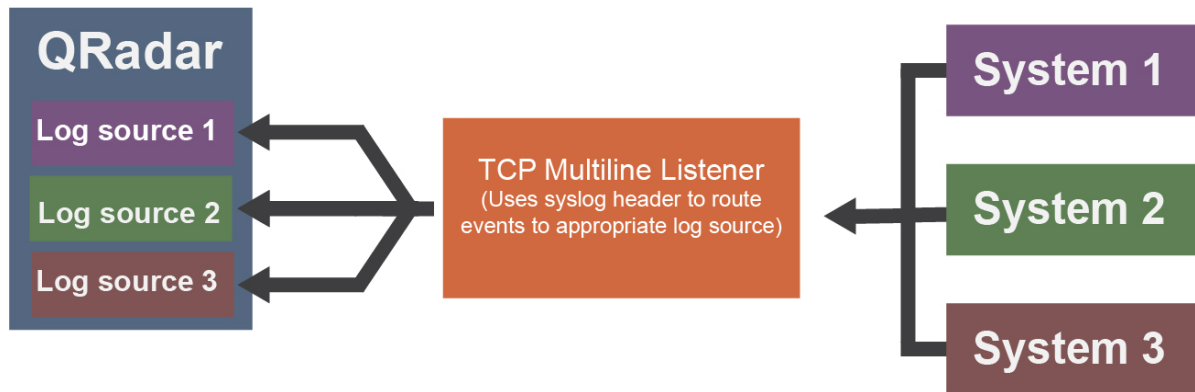 QRadar
Log source 1
Log source 2
Log source 3
TCP Multiline Listener
(Uses syslog header to route
events to appropriate log source)
System 1
System 2
System 3